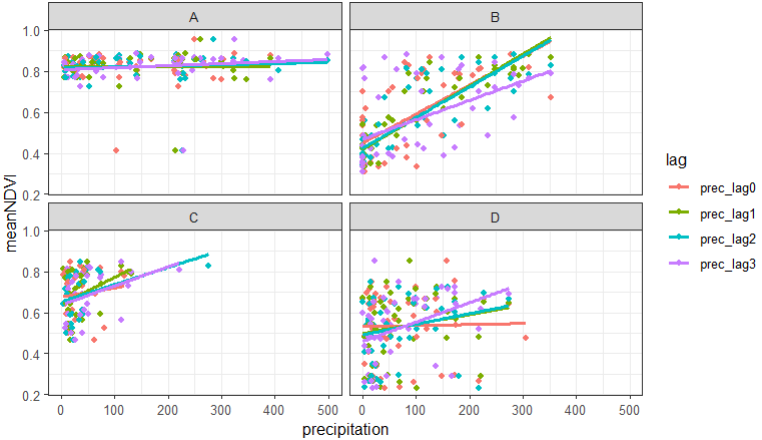 A
B
1.0
0.8
0.6
0.4
0.2
C
D
1.0
0.8
0.6
0.4
0.2
0 100 200 300 400 500
0 100 200 300 400 500
precipitation
meanNDVI
lag
prec_lag0
prec_lag1
prec_lag2
prec_lag3